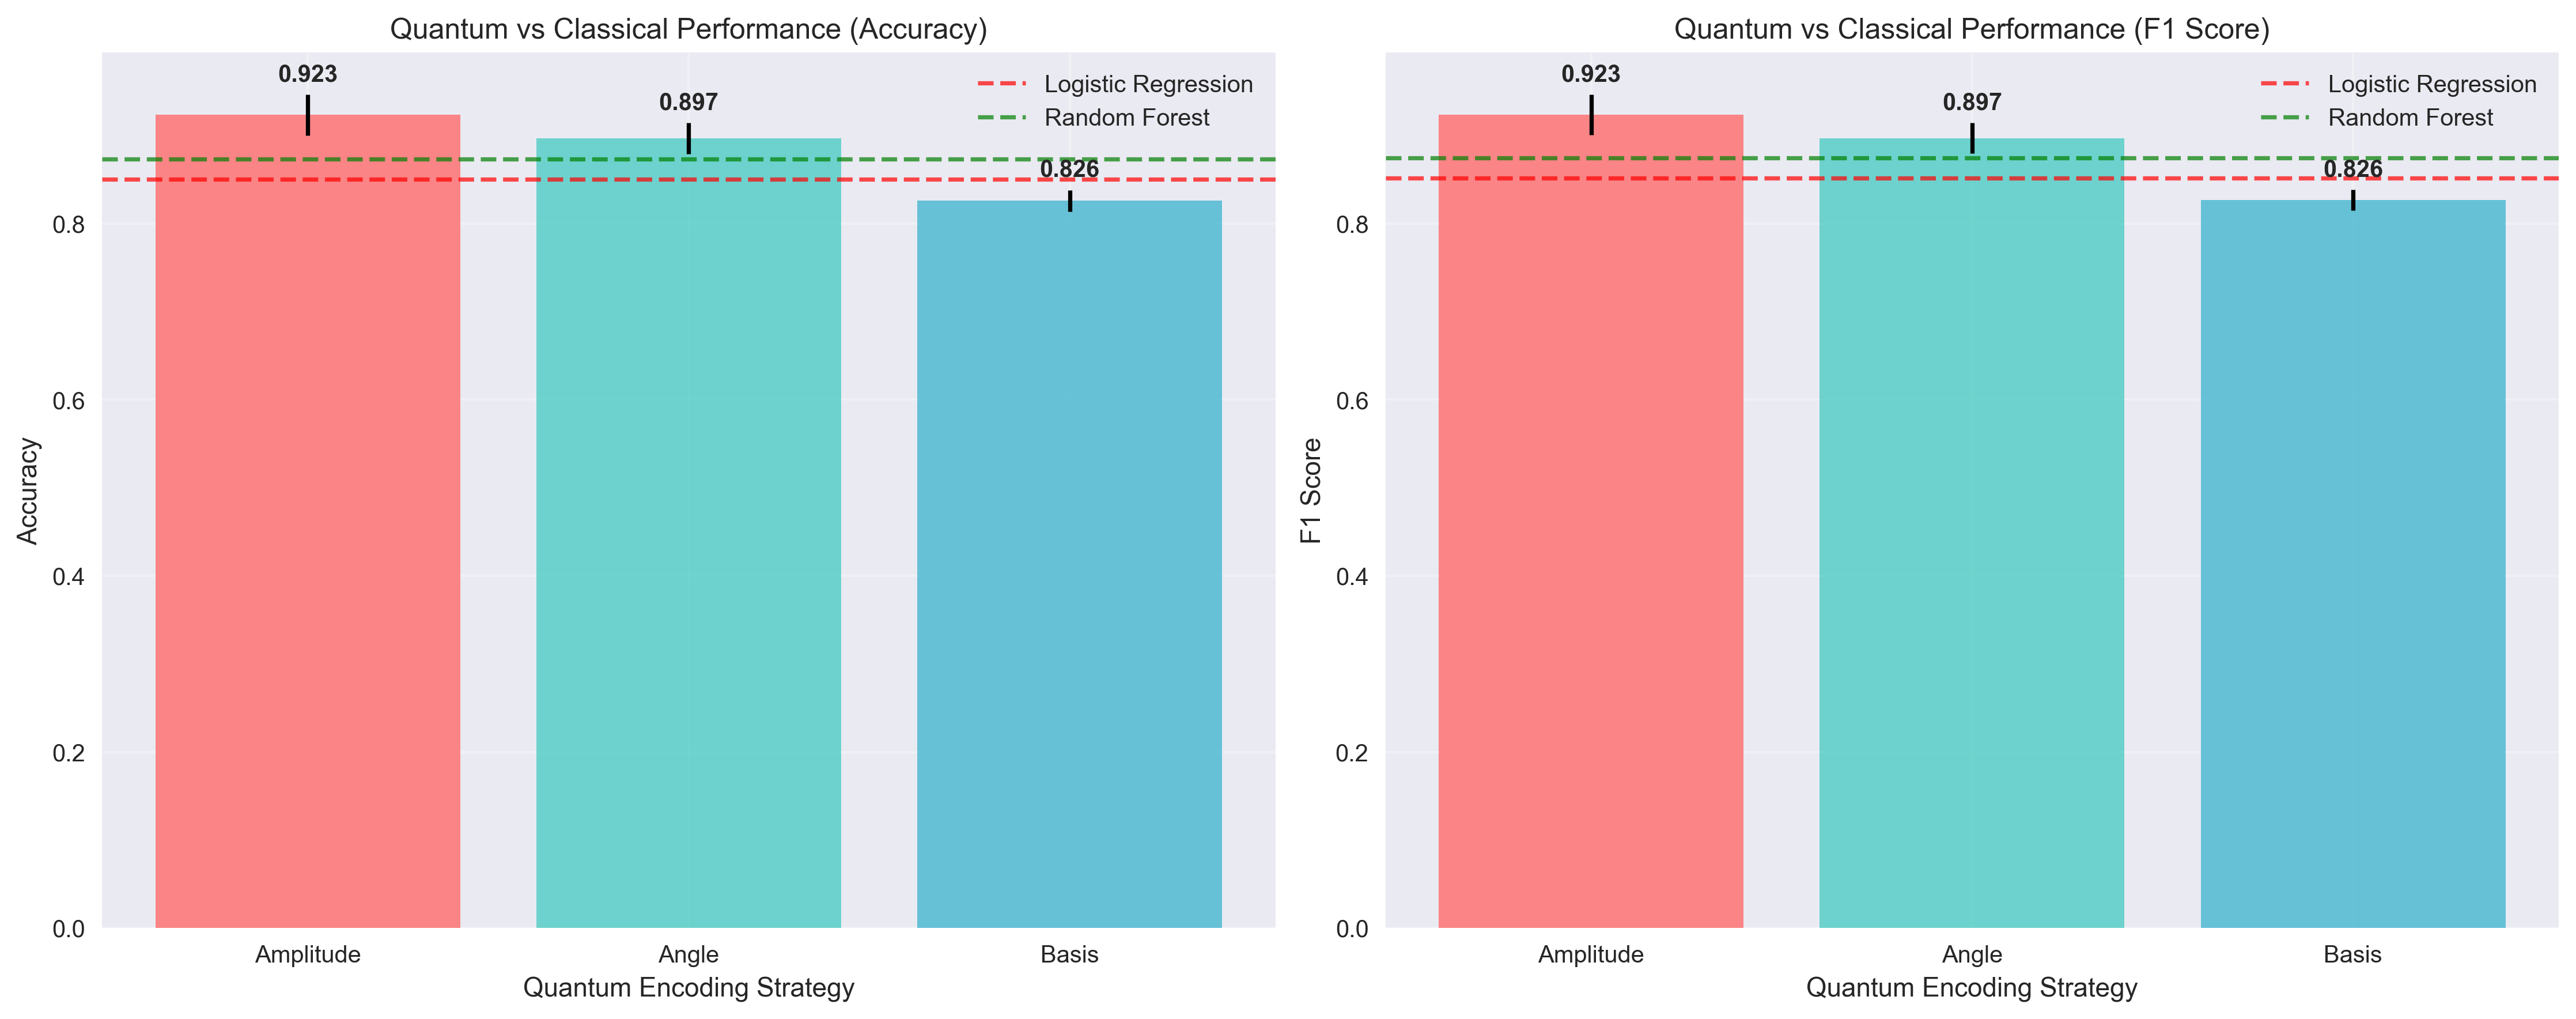 Quantum vs Classical Performance (Accuracy)
0.923
0.897
0.826
Logistic Regression
Random Forest
0.8
0.6
0.4
0.2
0.0
Accuracy
Amplitude
Angle
Basis
Quantum Encoding Strategy
Quantum vs Classical Performance (F1 Score)
0.923
0.897
0.826
Logistic Regression
Random Forest
0.8
0.6
0.4
0.2
0.0
F1 Score
Amplitude
Angle
Basis
Quantum Encoding Strategy